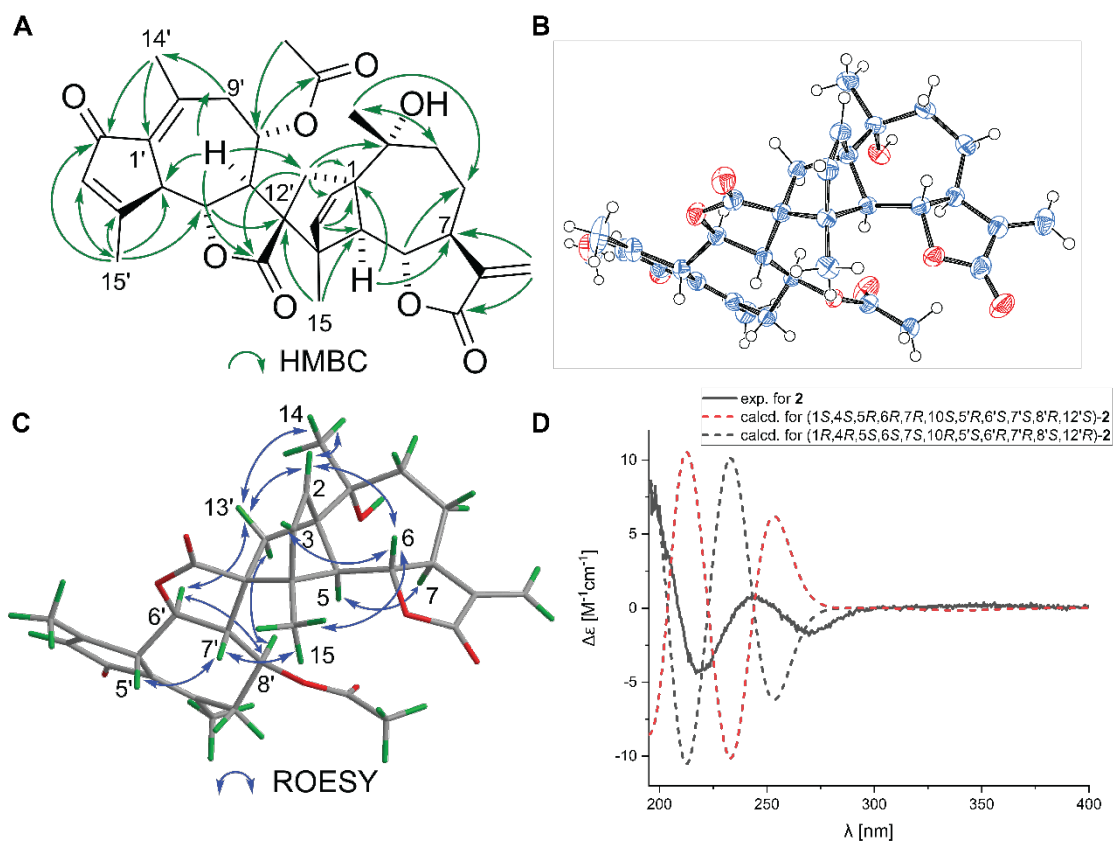 A
14'
O
9'
O
O
OH
1'
H
1
12'
7
15'
O
O
15
H
O
O
HMBC
B
C
14
2
13'
3
6
6'
5
7
7'
15
5'
8'
ROESY
D
exp. for 2
calcd. for (1S,4S,5R,6R,7R,10S,5'R,6'S,7'S,8'R,12'S)-2
calcd. for (1R,4R,5S,6S,7S,10R,5'S,6'R,7'R,8'S,12'R)-2
10
5
0
-5
-10
Δε [M⁻¹cm⁻¹]
200 250 300 350 400
λ [nm]